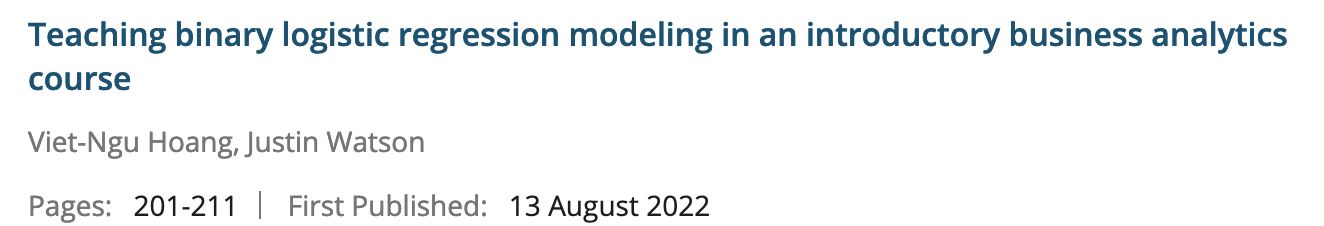 Teaching binary logistic regression modeling in an introductory business analytics
course
Viet-Ngu Hoang, Justin Watson
Pages: 201-211 | First Published: 13 August 2022